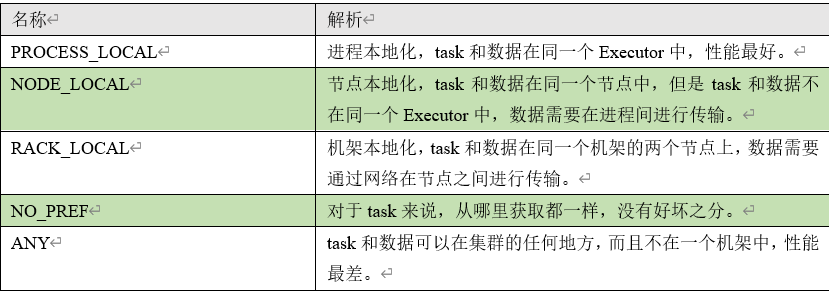 名称 解析
PROCESS_LOCAL 进程本地化，task 和数据在同一个 Executor 中，性能最好。
NODE_LOCAL 节点本地化，task 和数据在同一个节点中，但是 task 和数据不
在同一个 Executor 中，数据需要在进程间进行传输。
RACK_LOCAL 机架本地化，task 和数据在同一个机架的两个节点上，数据需要
通过网络在节点之间进行传输。
NO_PREF 对于 task 来说，从哪里获取都一样，没有好坏之分。
ANY task 和数据可以在集群的任何地方，而且不在一个机架中，性能
最差。